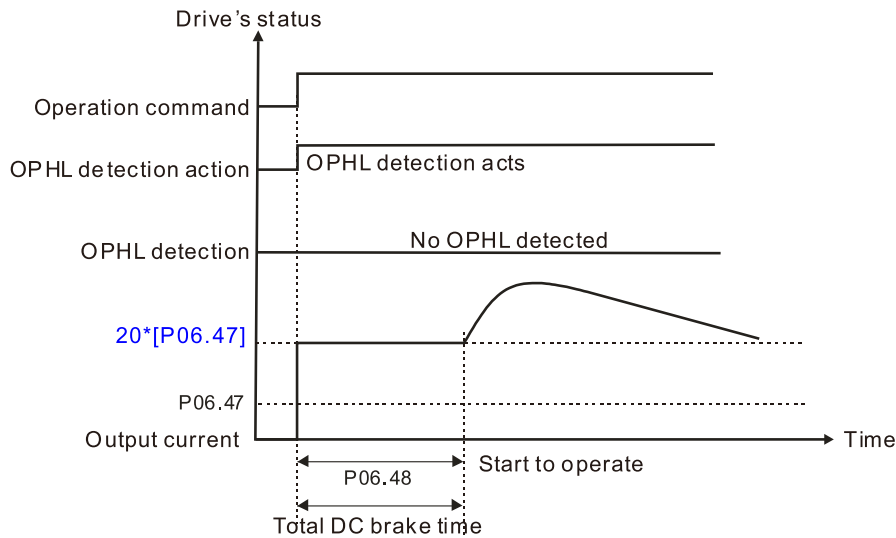 Drive's status
Operation command
OPHL detection action
OPHL detection acts
OPHL detection
No OPHL detected
20*[P06.47]
P06.47
Output current
Time
P06.48
Start to operate
Total DC brake time